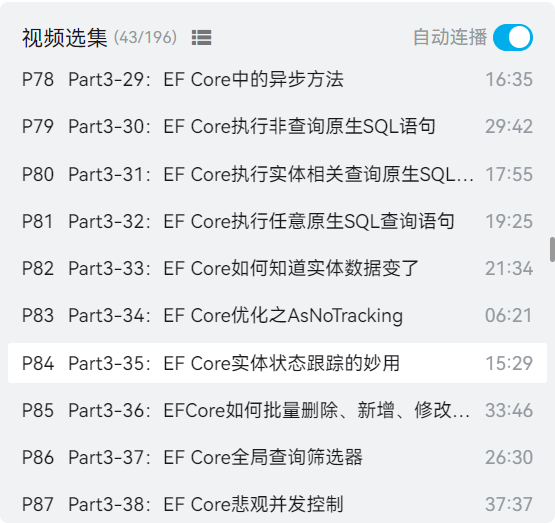 视频选集 (43/196) 自动连播
P78 Part3-29：EF Core中的异步方法 16:35
P79 Part3-30：EF Core执行非查询原生SQL语句 29:42
P80 Part3-31：EF Core执行实体相关查询原生SQL... 17:55
P81 Part3-32：EF Core执行任意原生SQL查询语句 19:25
P82 Part3-33：EF Core如何知道实体数据变了 21:34
P83 Part3-34：EF Core优化之AsNoTracking 06:21
P84 Part3-35：EF Core实体状态跟踪的妙用 15:29
P85 Part3-36：EFCore如何批量删除、新增、修改... 33:46
P86 Part3-37：EF Core全局查询筛选器 26:30
P87 Part3-38：EF Core悲观并发控制 37:37